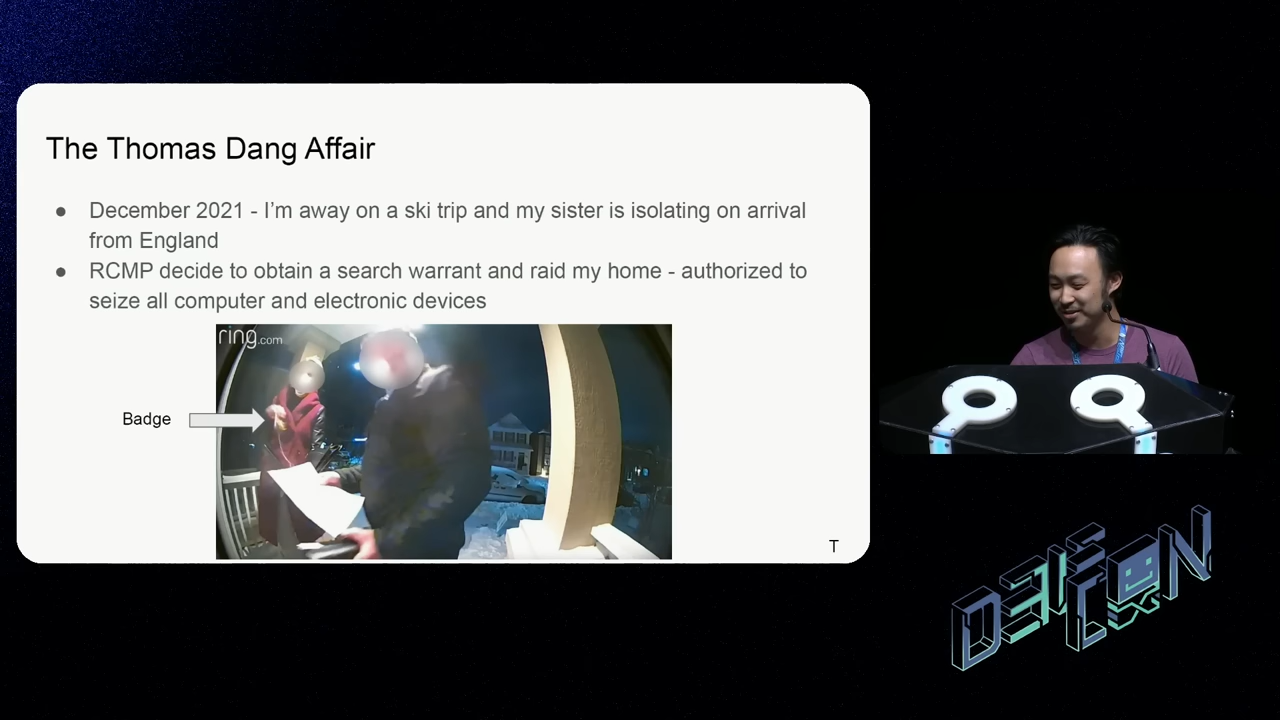 The Thomas Dang Affair
● December 2021 - I'm away on a ski trip and my sister is isolating on arrival
from England
● RCMP decide to obtain a search warrant and raid my home - authorized to
seize all computer and electronic devices
ring.com
Badge
T
DEF CON